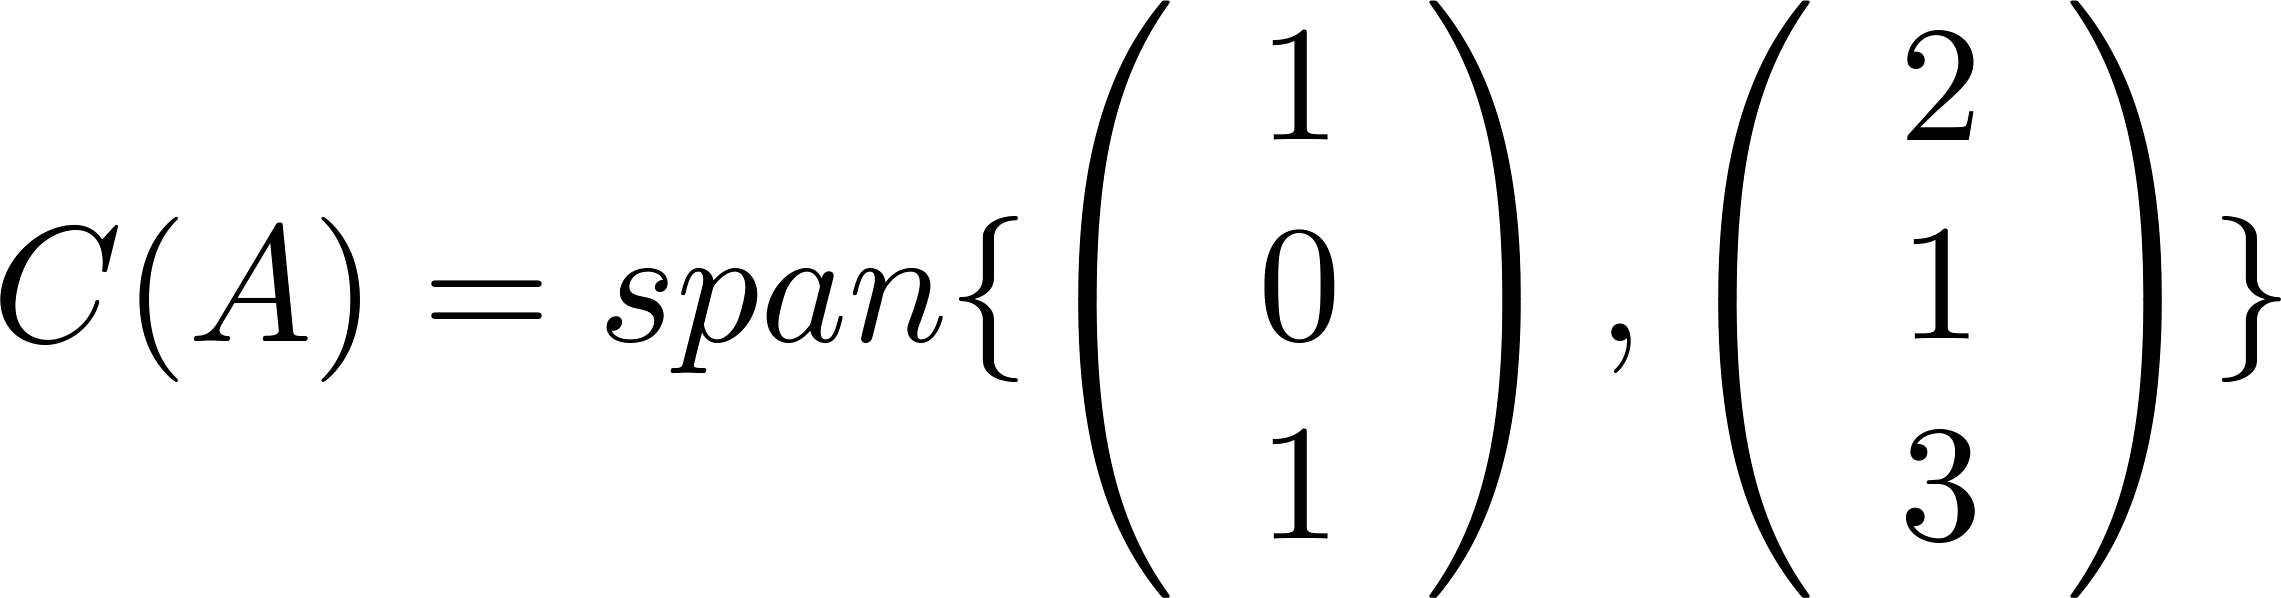 C(A) = span{ ( 1 0 1 ) , ( 2 1 3 ) }